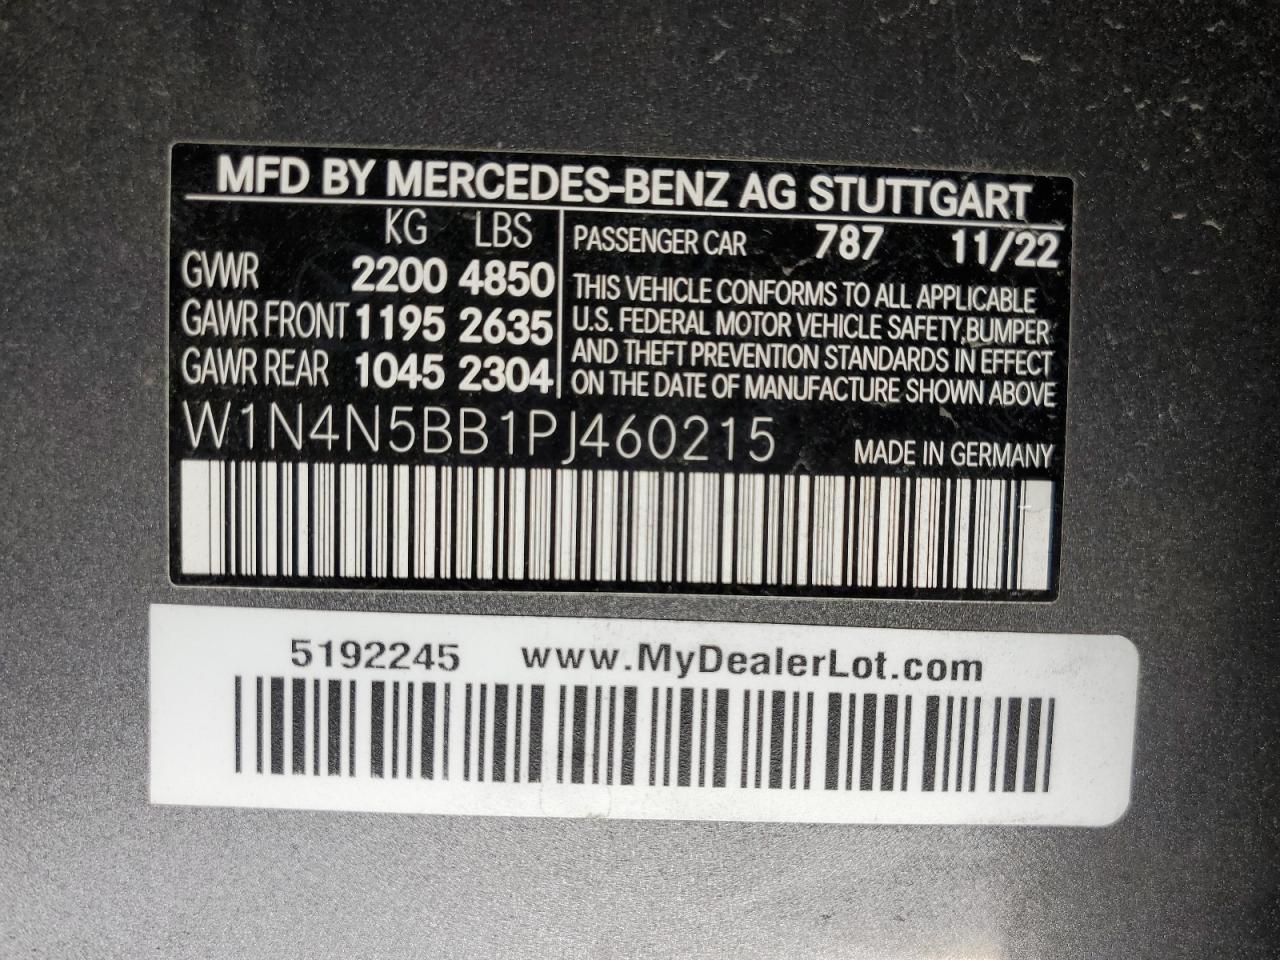 MFD BY MERCEDES-BENZ AG STUTTGART
KG LBS
GVWR 2200 4850
GAWR FRONT 1195 2635
GAWR REAR 1045 2304
PASSENGER CAR 787 11/22
THIS VEHICLE CONFORMS TO ALL APPLICABLE
U.S. FEDERAL MOTOR VEHICLE SAFETY,BUMPER
AND THEFT PREVENTION STANDARDS IN EFFECT
ON THE DATE OF MANUFACTURE SHOWN ABOVE
W1N4N5BB1PJ460215 MADE IN GERMANY
5192245 www.MyDealerLot.com